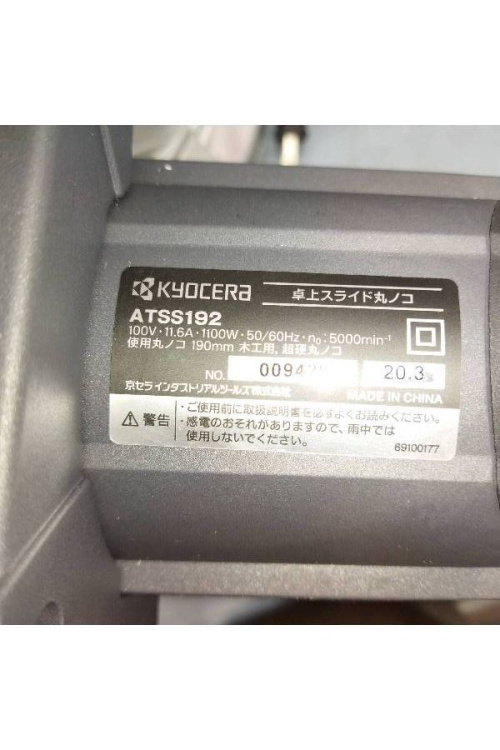 KYOCERA 卓上スライド丸ノコ
ATSS192
100V・11.6A・1100W・50/60Hz・n₀:5000min⁻¹
使用丸ノコ 190mm 木工用, 超硬丸ノコ
NO. 20.3
京セラインダストリアルツールズ株式会社 MADE IN CHINA
⚠警告 ・ご使用前に取扱説明書を必ずよくお読みください。
・感電のおそれがありますので、雨中では
使用しないでください。
69100177